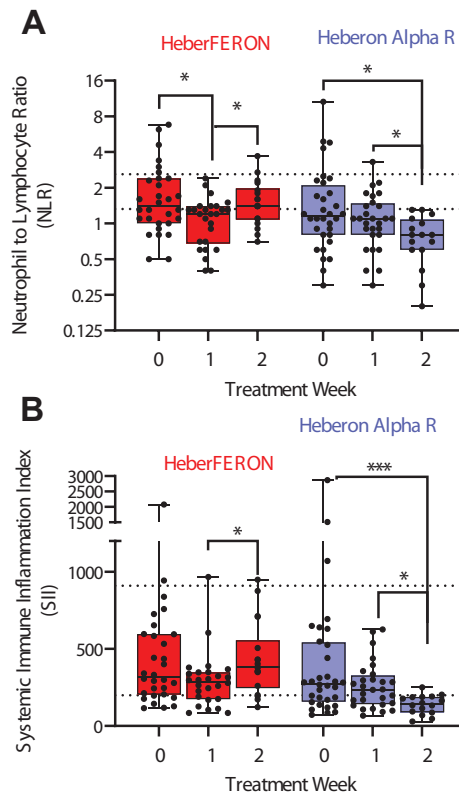 A
HeberFERON
Heberon Alpha R
Neutrophil to Lymphocyte Ratio
(NLR)
16
8
4
2
1
0.5
0.25
0.125
*
*
*
*
0
1
2
0
1
2
Treatment Week
B
Heberon Alpha R
HeberFERON
Systemic Immune Inflammation Index
(SII)
3000
2500
2000
1500
1000
500
0
*
***
*
0
1
2
0
1
2
Treatment Week